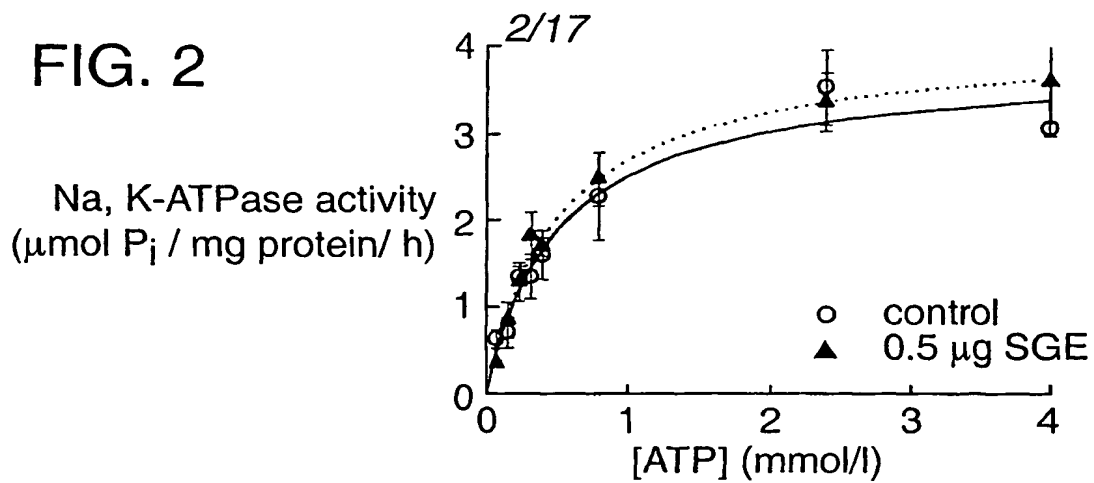 2/17
FIG. 2
Na, K-ATPase activity
(μmol Pi / mg protein/ h)
4
3
2
1
0
control
0.5 μg SGE
0 1 2 3 4
[ATP] (mmol/l)